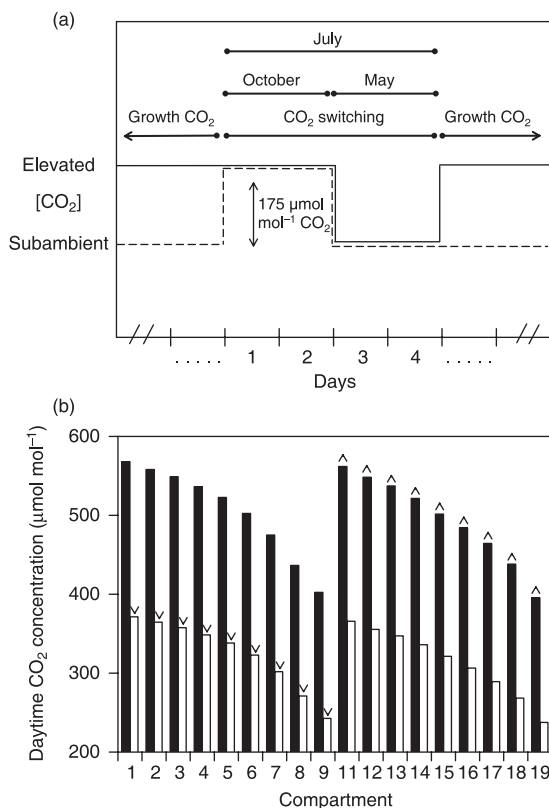 (a)
July
October May
Growth CO₂ CO₂ switching Growth CO₂
Elevated
[CO₂]
175 μmol
mol⁻¹ CO₂
Subambient
..... 1 2 3 4 .....
Days
(b)
Daytime CO₂ concentration (μmol mol⁻¹)
600
500
400
300
200
1 2 3 4 5 6 7 8 9 11 12 13 14 15 16 17 18 19
Compartment